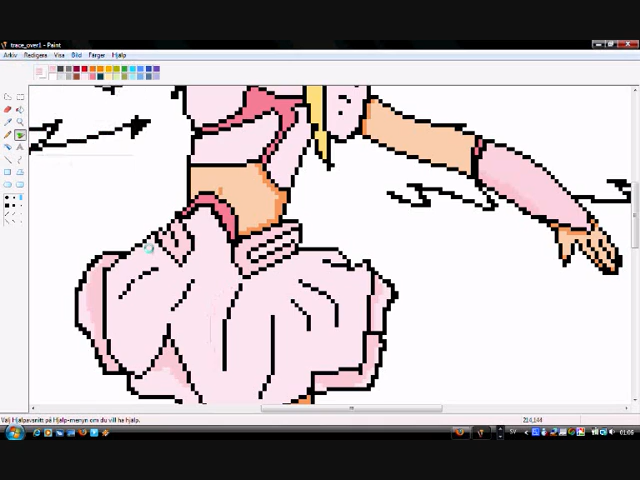 trace_over1 - Paint
Arkiv Redigera Visa Bild Färger Hjälp
Välj Hjälpavsnitt på Hjälp-menyn om du vill ha hjälp.
214,144
SV
01:05